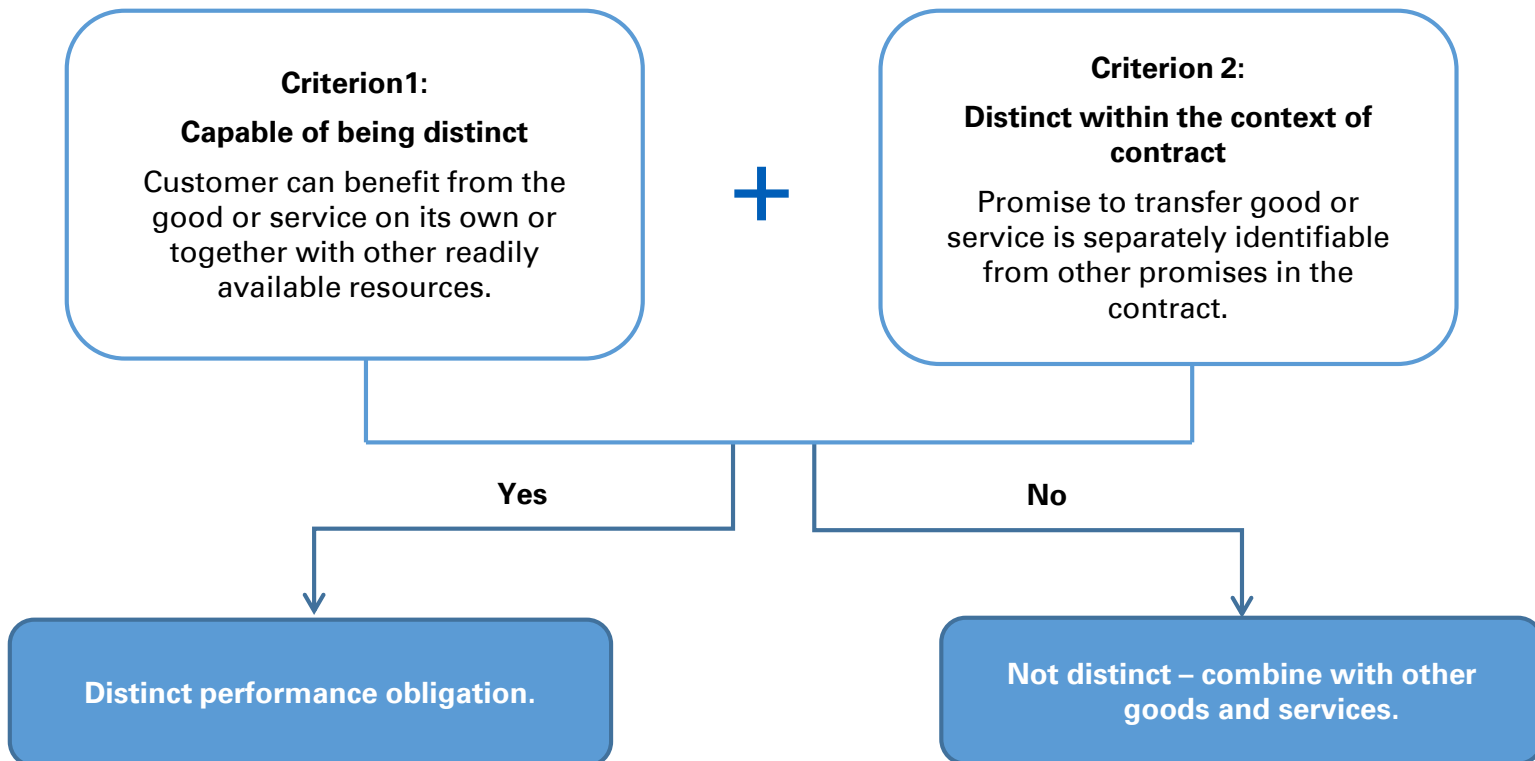 Criterion1:
Capable of being distinct
Customer can benefit from the
good or service on its own or
together with other readily
available resources.
+
Criterion 2:
Distinct within the context of
contract
Promise to transfer good or
service is separately identifiable
from other promises in the
contract.
Yes
No
Distinct performance obligation.
Not distinct – combine with other
goods and services.